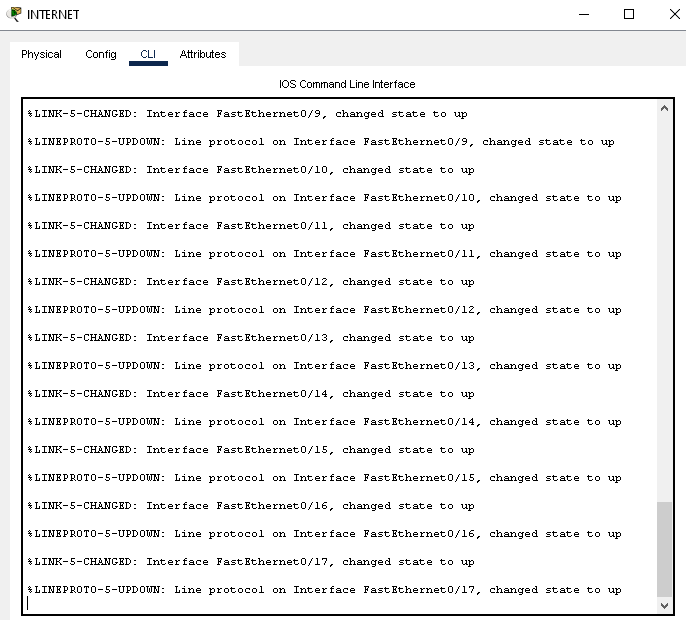 INTERNET
Physical Config CLI Attributes
IOS Command Line Interface
%LINK-5-CHANGED: Interface FastEthernet0/9, changed state to up
%LINEPROTO-5-UPDOWN: Line protocol on Interface FastEthernet0/9, changed state to up
%LINK-5-CHANGED: Interface FastEthernet0/10, changed state to up
%LINEPROTO-5-UPDOWN: Line protocol on Interface FastEthernet0/10, changed state to up
%LINK-5-CHANGED: Interface FastEthernet0/11, changed state to up
%LINEPROTO-5-UPDOWN: Line protocol on Interface FastEthernet0/11, changed state to up
%LINK-5-CHANGED: Interface FastEthernet0/12, changed state to up
%LINEPROTO-5-UPDOWN: Line protocol on Interface FastEthernet0/12, changed state to up
%LINK-5-CHANGED: Interface FastEthernet0/13, changed state to up
%LINEPROTO-5-UPDOWN: Line protocol on Interface FastEthernet0/13, changed state to up
%LINK-5-CHANGED: Interface FastEthernet0/14, changed state to up
%LINEPROTO-5-UPDOWN: Line protocol on Interface FastEthernet0/14, changed state to up
%LINK-5-CHANGED: Interface FastEthernet0/15, changed state to up
%LINEPROTO-5-UPDOWN: Line protocol on Interface FastEthernet0/15, changed state to up
%LINK-5-CHANGED: Interface FastEthernet0/16, changed state to up
%LINEPROTO-5-UPDOWN: Line protocol on Interface FastEthernet0/16, changed state to up
%LINK-5-CHANGED: Interface FastEthernet0/17, changed state to up
%LINEPROTO-5-UPDOWN: Line protocol on Interface FastEthernet0/17, changed state to up